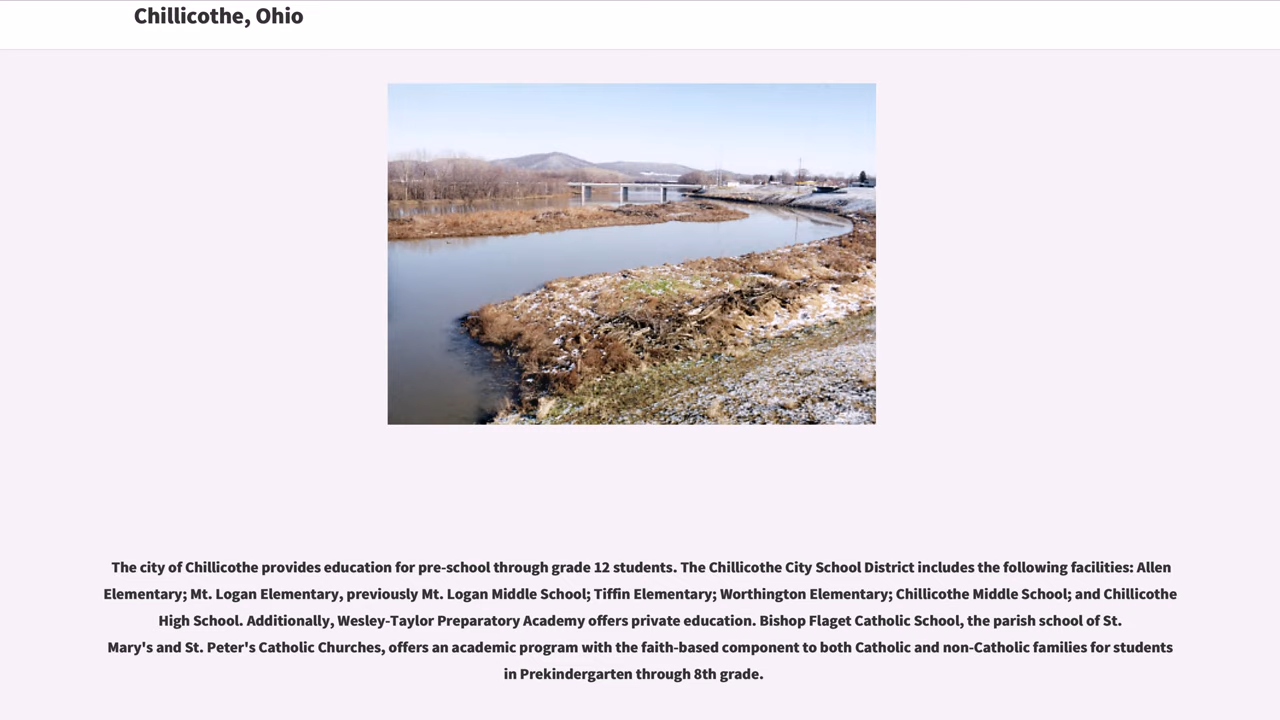 Chillicothe, Ohio
The city of Chillicothe provides education for pre-school through grade 12 students. The Chillicothe City School District includes the following facilities: Allen
Elementary; Mt. Logan Elementary, previously Mt. Logan Middle School; Tiffin Elementary; Worthington Elementary; Chillicothe Middle School; and Chillicothe
High School. Additionally, Wesley-Taylor Preparatory Academy offers private education. Bishop Flaget Catholic School, the parish school of St.
Mary's and St. Peter's Catholic Churches, offers an academic program with the faith-based component to both Catholic and non-Catholic families for students
in Prekindergarten through 8th grade.